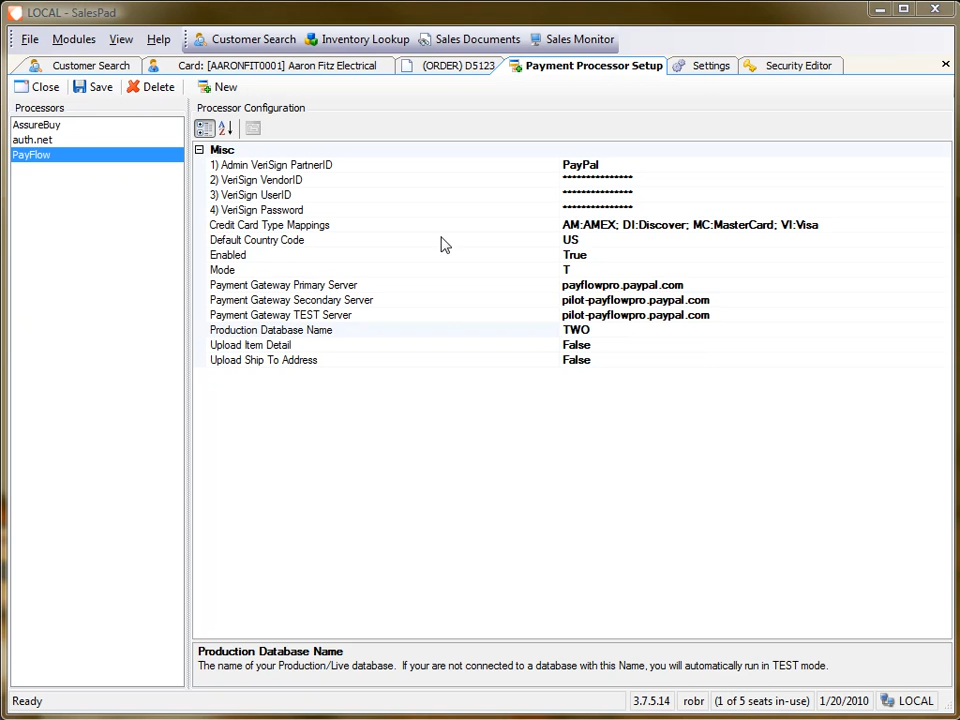 LOCAL - SalesPad
File Modules View Help Customer Search Inventory Lookup Sales Documents Sales Monitor
Customer Search Card: [AARONFIT0001] Aaron Fitz Electrical (ORDER) D5123 Payment Processor Setup Settings Security Editor
Close Save Delete New
Processors
AssureBuy
auth.net
PayFlow
Processor Configuration
Misc
1) Admin VeriSign PartnerID PayPal
2) VeriSign VendorID ***************
3) VeriSign UserID ***************
4) VeriSign Password ***************
Credit Card Type Mappings AM:AMEX; DI:Discover; MC:MasterCard; VI:Visa
Default Country Code US
Enabled True
Mode T
Payment Gateway Primary Server payflowpro.paypal.com
Payment Gateway Secondary Server pilot-payflowpro.paypal.com
Payment Gateway TEST Server pilot-payflowpro.paypal.com
Production Database Name TWO
Upload Item Detail False
Upload Ship To Address False
Production Database Name
The name of your Production/Live database. If your are not connected to a database with this Name, you will automatically run in TEST mode.
Ready 3.7.5.14 robr (1 of 5 seats in-use) 1/20/2010 LOCAL